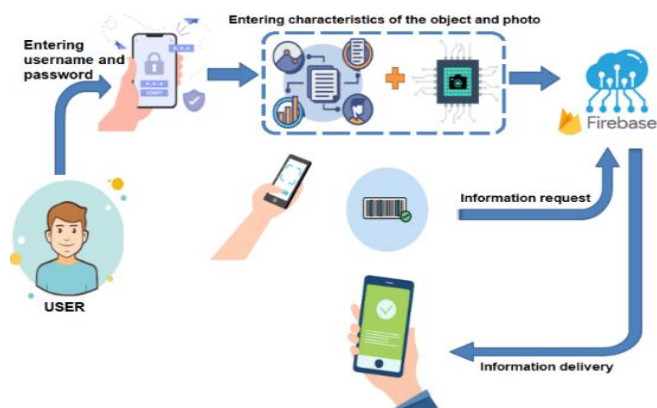 Entering characteristics of the object and photo
Entering
username and
password
Firebase
Information request
USER
Information delivery